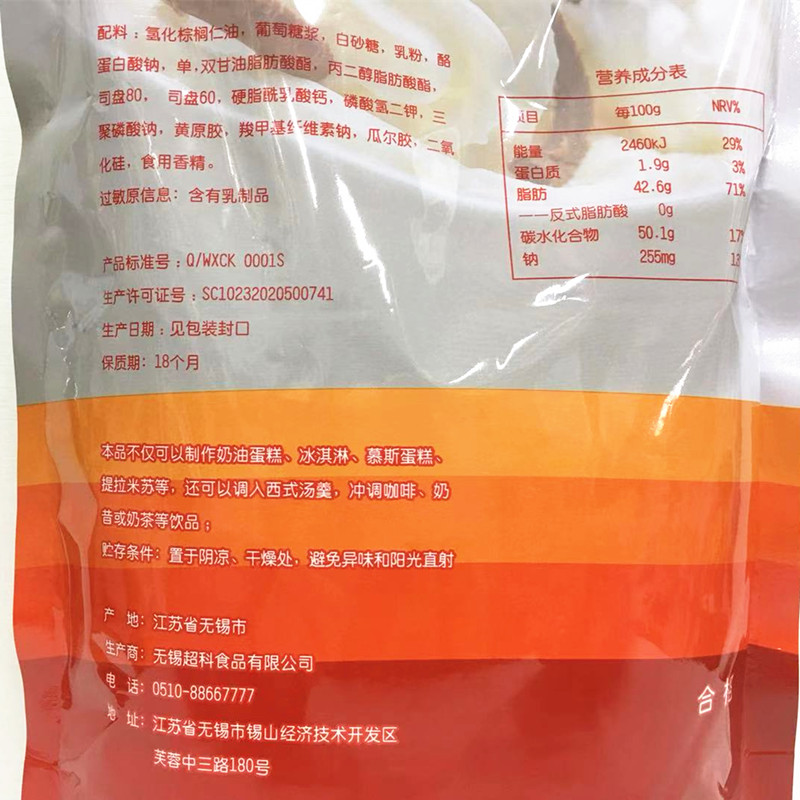 配料：氢化棕榈仁油，葡萄糖浆，白砂糖，乳粉，酪
蛋白酸钠，单，双甘油脂肪酸酯，丙二醇脂肪酸酯，
司盘80， 司盘60，硬脂酰乳酸钙，磷酸氢二钾，三
聚磷酸钠，黄原胶，羧甲基纤维素钠，瓜尔胶，二氧
化硅，食用香精。
过敏原信息：含有乳制品
产品标准号：Q/WXCK 0001S
生产许可证号：SC10232020500741
生产日期：见包装封口
保质期：18个月
营养成分表
项目 每100g NRV%
能量 2460kJ 29%
蛋白质 1.9g 3%
脂肪 42.6g 71%
——反式脂肪酸 0g
碳水化合物 50.1g 17
钠 255mg
本品不仅可以制作奶油蛋糕、冰淇淋、慕斯蛋糕、
提拉米苏等，还可以调入西式汤羹，冲调咖啡、奶
昔或奶茶等饮品；
贮存条件：置于阴凉、干燥处，避免异味和阳光直射
产 地：江苏省无锡市
生产商：无锡超科食品有限公司
电 话：0510-88667777
地 址：江苏省无锡市锡山经济技术开发区
芙蓉中三路180号
合